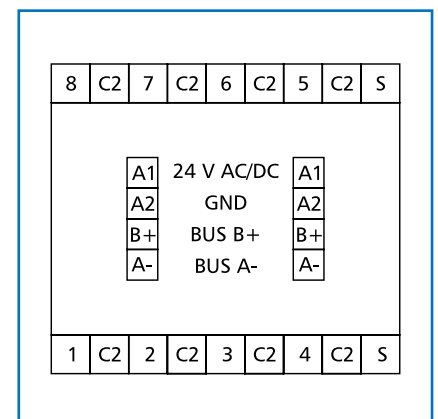 8 C2 7 C2 6 C2 5 C2 S
A1 24 V AC/DC A1
A2 GND A2
B+ BUS B+ B+
A- BUS A- A-
1 C2 2 C2 3 C2 4 C2 S